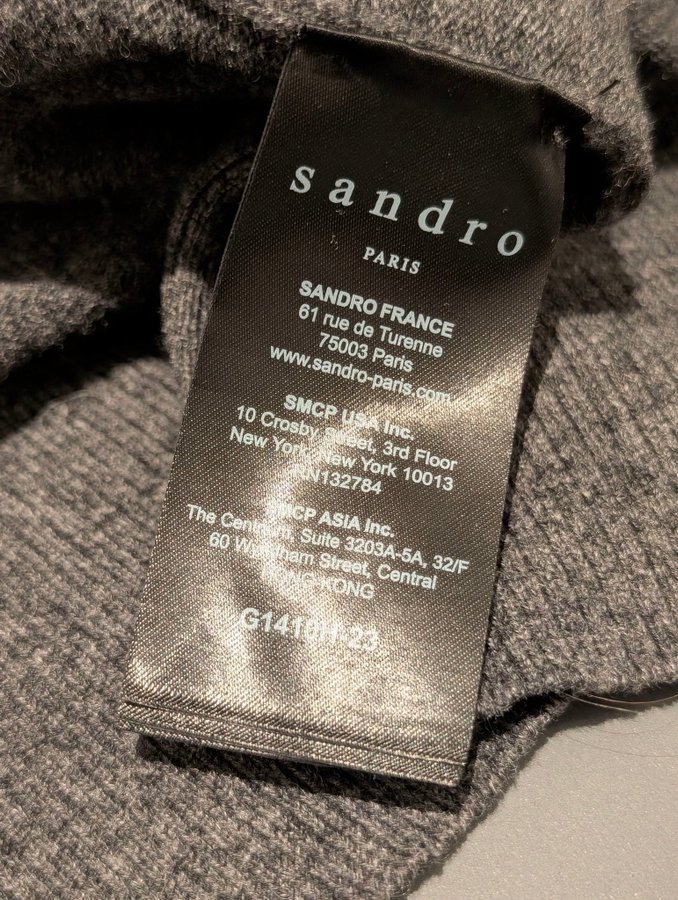 sandro
PARIS
SANDRO FRANCE
61 rue de Turenne
75003 Paris
www.sandro-paris.com
SMCP USA Inc.
10 Crosby Street, 3rd Floor
New York, New York 10013
RN132784
SMCP ASIA Inc.
The Centrium, Suite 3203A-5A, 32/F
60 Wyndham Street, Central
HONG KONG